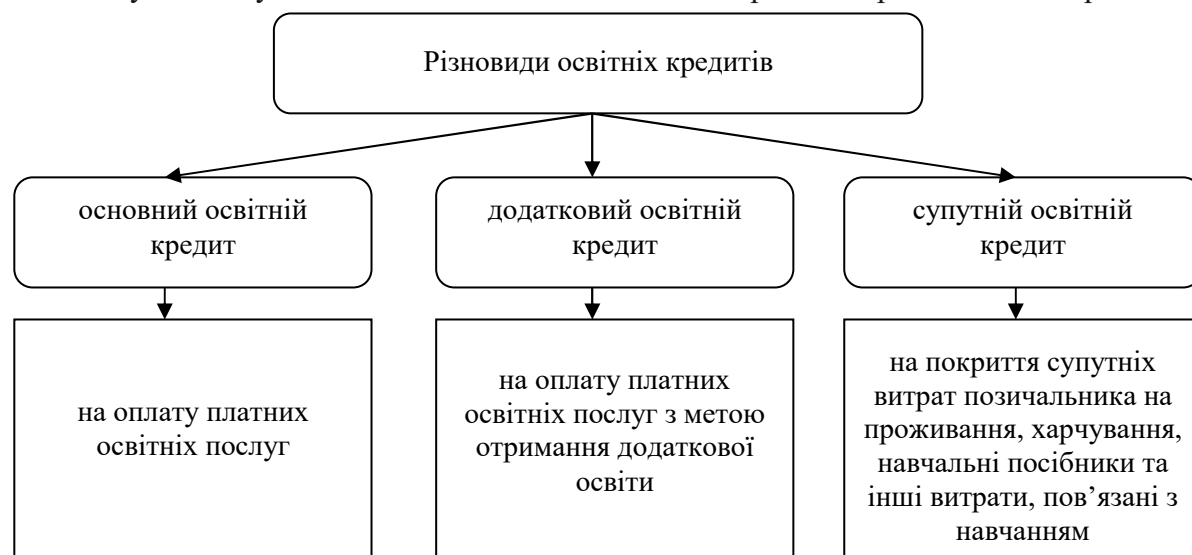 Різновиди освітніх кредитів
основний освітній
кредит
додатковий освітній
кредит
супутній освітній
кредит
на оплату платних
освітніх послуг
на оплату платних
освітніх послуг з метою
отримання додаткової
освіти
на покриття супутніх
витрат позичальника на
проживання, харчування,
навчальні посібники та
інші витрати, пов’язані з
навчанням